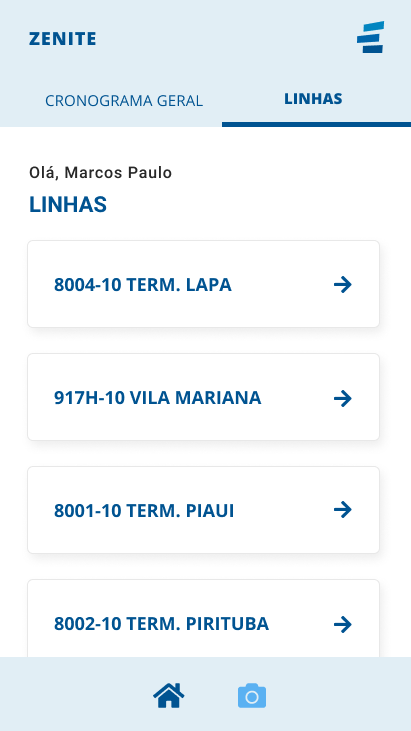 ZENITE
CRONOGRAMA GERAL
LINHAS
Olá, Marcos Paulo
LINHAS
8004-10 TERM. LAPA
917H-10 VILA MARIANA
8001-10 TERM. PIAUI
8002-10 TERM. PIRITUBA